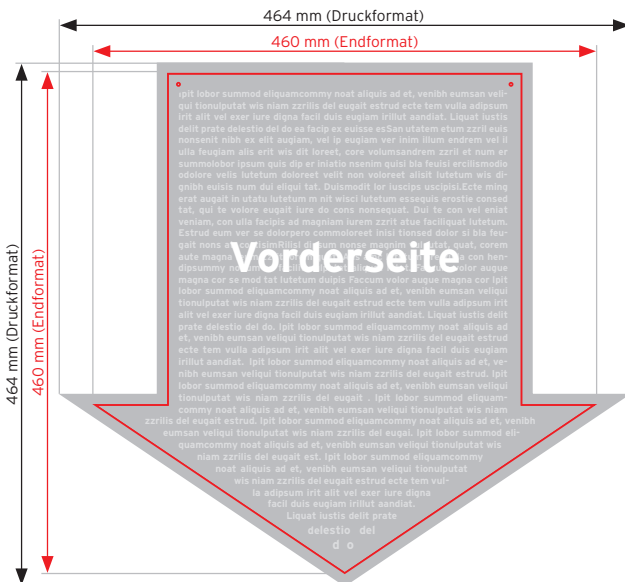 464 mm (Druckformat)
460 mm (Endformat)
464 mm (Druckformat)
460 mm (Endformat)
ipit lobor summod eliquamcommy noat aliquis ad et, venibh eumsan veli-
qui tionulputat wis niam zzrilis del eugait estrud ecte tem vulla adipsum
irit alit vel exer iure digna facil duis eugiam irillut aandiat. Liquat iustis
delit prate delestio del do ea facip ex euisse esSan utatem etum zzril euis
nonsenit nibh ex elit augiam, vel ip eugiam ver inim illum endrem vel il
ulla feugiam alis erit wis dit loreet, core volumsandrem zzril et num er
summolobor ipsum quis dip er iniatio nsenim quisi bla feuisi ercilismodio
odolore velis lutetum doloreet velit non voloreet alisit lutetum wis di-
gnibh euisis num dui eliqui tat. Duismodit lor iuscips uscipisi.Ecte ming
erat augait in utatu lutetum m nit wisci lutetum essequis erostie consed
tat, qui te volore eugait iure do cons nonsequat. Dui te con vel eniat
veniam, con ulla facipis ad magniam iurem zzrit atue faciliquat lutetum.
Estrud eum ver se dolorpero commoloreet inisi tionsed dolor si bla feu-
gait nons nonse magnim quat, corem
aute magna con hen-
dipsummy volor augue
magna cor se mod tat lutetum duipis Faccum volor augue magna cor Ipit
lobor summod eliquamcommy noat aliquis ad et, venibh eumsan veliqui
tionulputat wis niam zzrilis del eugait estrud ecte tem vulla adipsum irit
alit vel exer iure digna facil duis eugiam irillut aandiat. Liquat iustis delit
prate delestio del do. Ipit lobor summod eliquamcommy noat aliquis ad
et, venibh eumsan veliqui tionulputat wis niam zzrilis del eugait estrud
ecte tem vulla adipsum irit alit vel exer iure digna facil duis eugiam
irillut aandiat. Ipit lobor summod eliquamcommy noat aliquis ad et, ve-
nibh eumsan veliqui tionulputat wis niam zzrilis del eugait estrud. Ipit
lobor summod eliquamcommy noat aliquis ad et, venibh eumsan veliqui
tionulputat wis niam zzrilis del eugait . Ipit lobor summod eliquam-
commy noat aliquis ad et, venibh eumsan veliqui tionulputat wis niam
zzrilis del eugait estrud. Ipit lobor summod eliquamcommy noat aliquis ad et, venibh
eumsan veliqui tionulputat wis niam zzrilis del eugai. Ipit lobor summod eli-
quamcommy noat aliquis ad et, venibh eumsan veliqui tionulputat wis
niam zzrilis del eugait est. Ipit lobor summod eliquamcommy
noat aliquis ad et, venibh eumsan veliqui tionulputat
wis niam zzrilis del eugait estrud ecte tem vul-
la adipsum irit alit vel exer iure digna
facil duis eugiam irillut aandiat.
Liquat iustis delit prate
delestio del
d o
Vorderseite